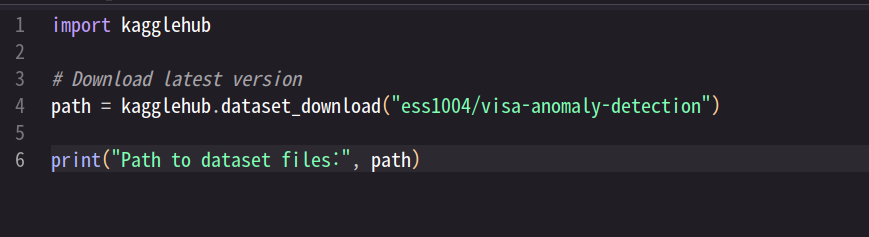 1 import kagglehub
2
3 # Download latest version
4 path = kagglehub.dataset_download("ess1004/visa-anomaly-detection")
5
6 print("Path to dataset files:", path)